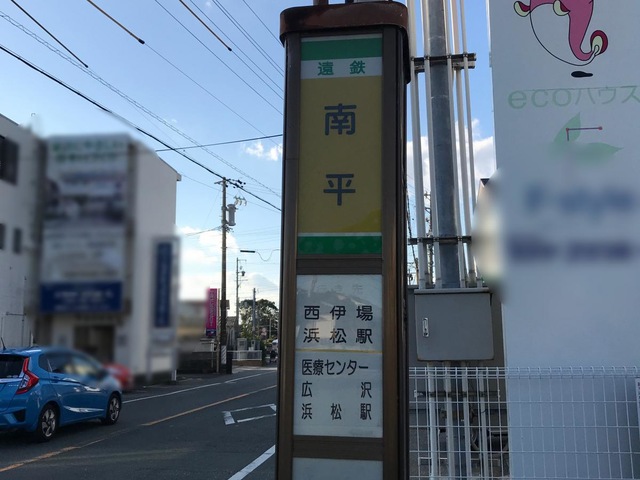 遠鉄
南平
西伊場
浜松駅
医療センター
広沢
浜松駅
ecoハウス